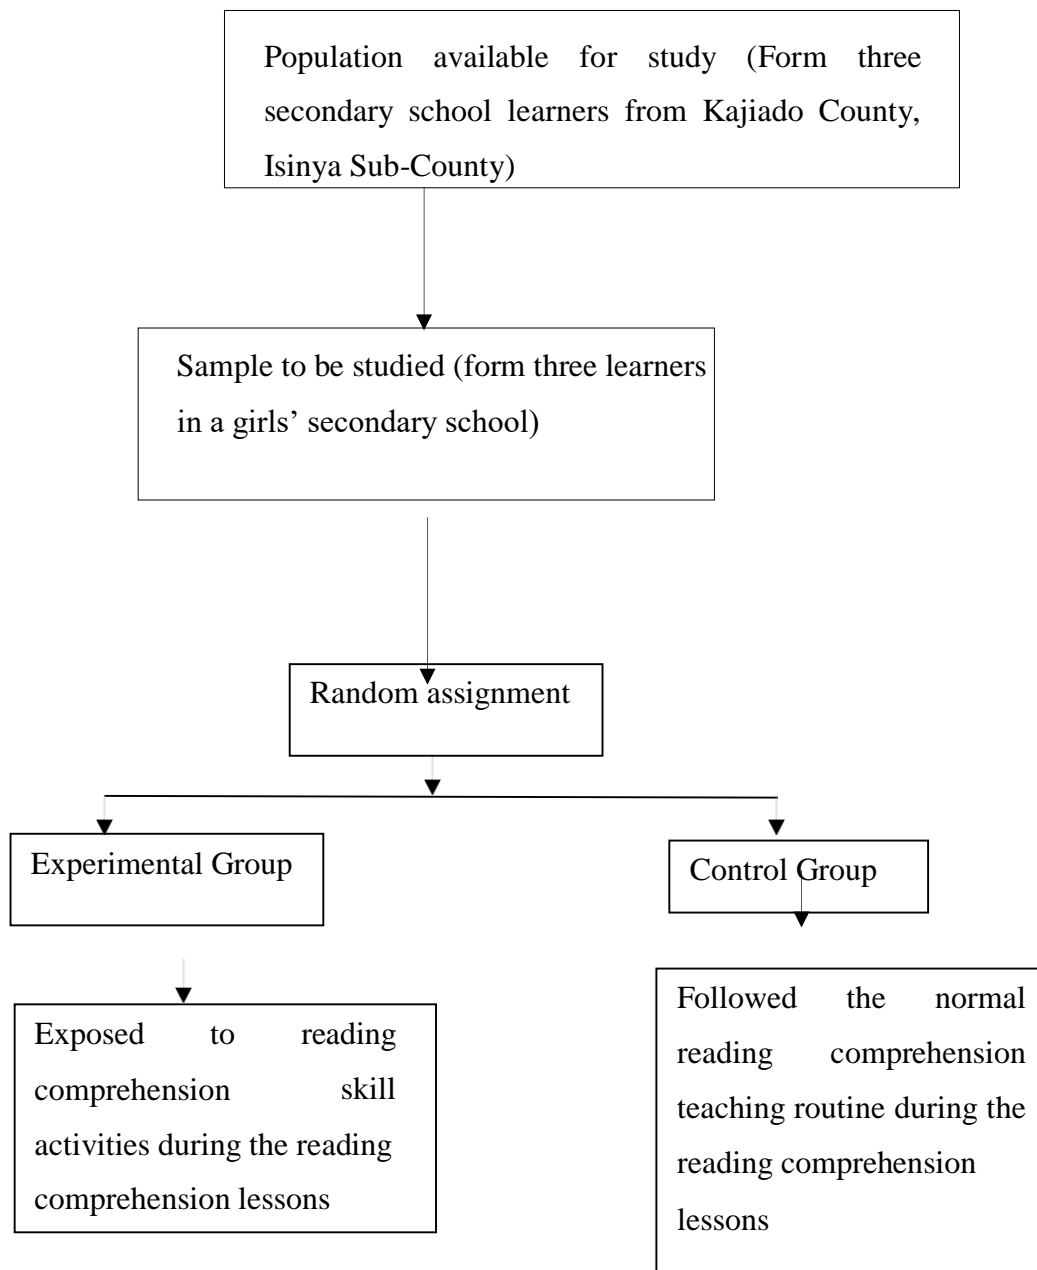 Population available for study (Form three
secondary school learners from Kajiado County,
Isinya Sub-County)
Sample to be studied (form three learners
in a girls’ secondary school)
Random assignment
Experimental Group
Control Group
Exposed to reading
comprehension skill
activities during the reading
comprehension lessons
Followed the normal
reading comprehension
teaching routine during the
reading comprehension
lessons